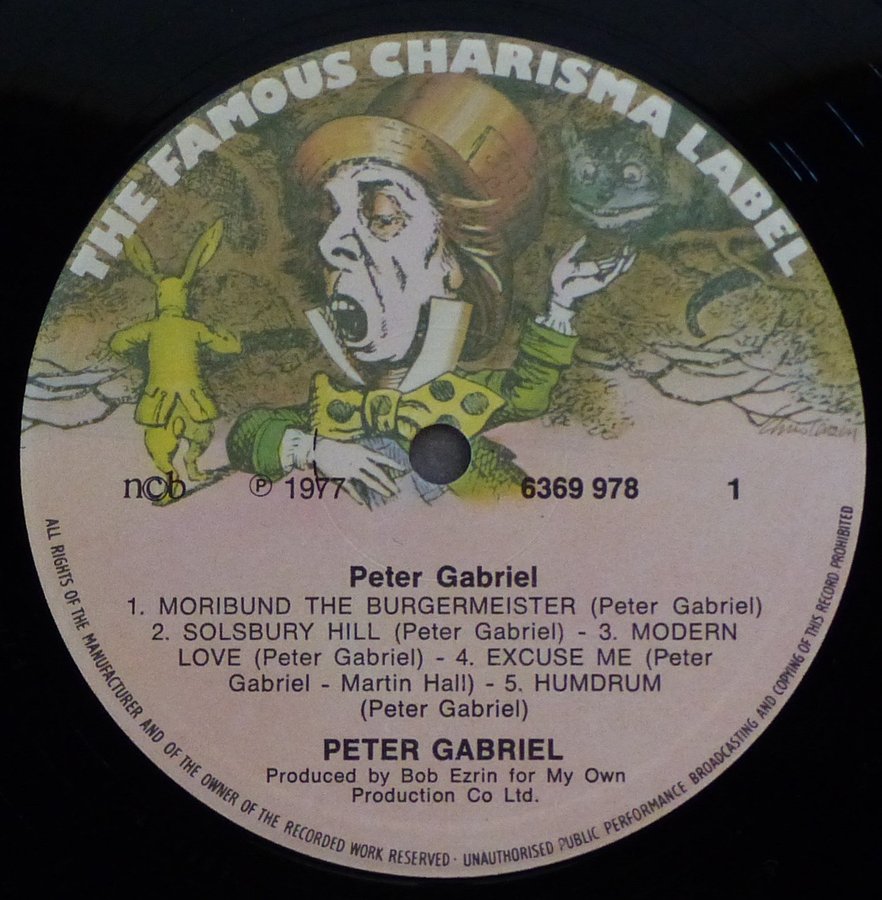 THE FAMOUS CHARISMA LABEL
n©b ℗ 1977 6369 978 1
Peter Gabriel
1. MORIBUND THE BURGERMEISTER (Peter Gabriel)
2. SOLSBURY HILL (Peter Gabriel) - 3. MODERN
LOVE (Peter Gabriel) - 4. EXCUSE ME (Peter
Gabriel - Martin Hall) - 5. HUMDRUM
(Peter Gabriel)
PETER GABRIEL
Produced by Bob Ezrin for My Own
Production Co Ltd.
ALL RIGHTS OF THE MANUFACTURER AND OF THE OWNER OF THE RECORDED WORK RESERVED · UNAUTHORISED PUBLIC PERFORMANCE BROADCASTING AND COPYING OF THIS RECORD PROHIBITED